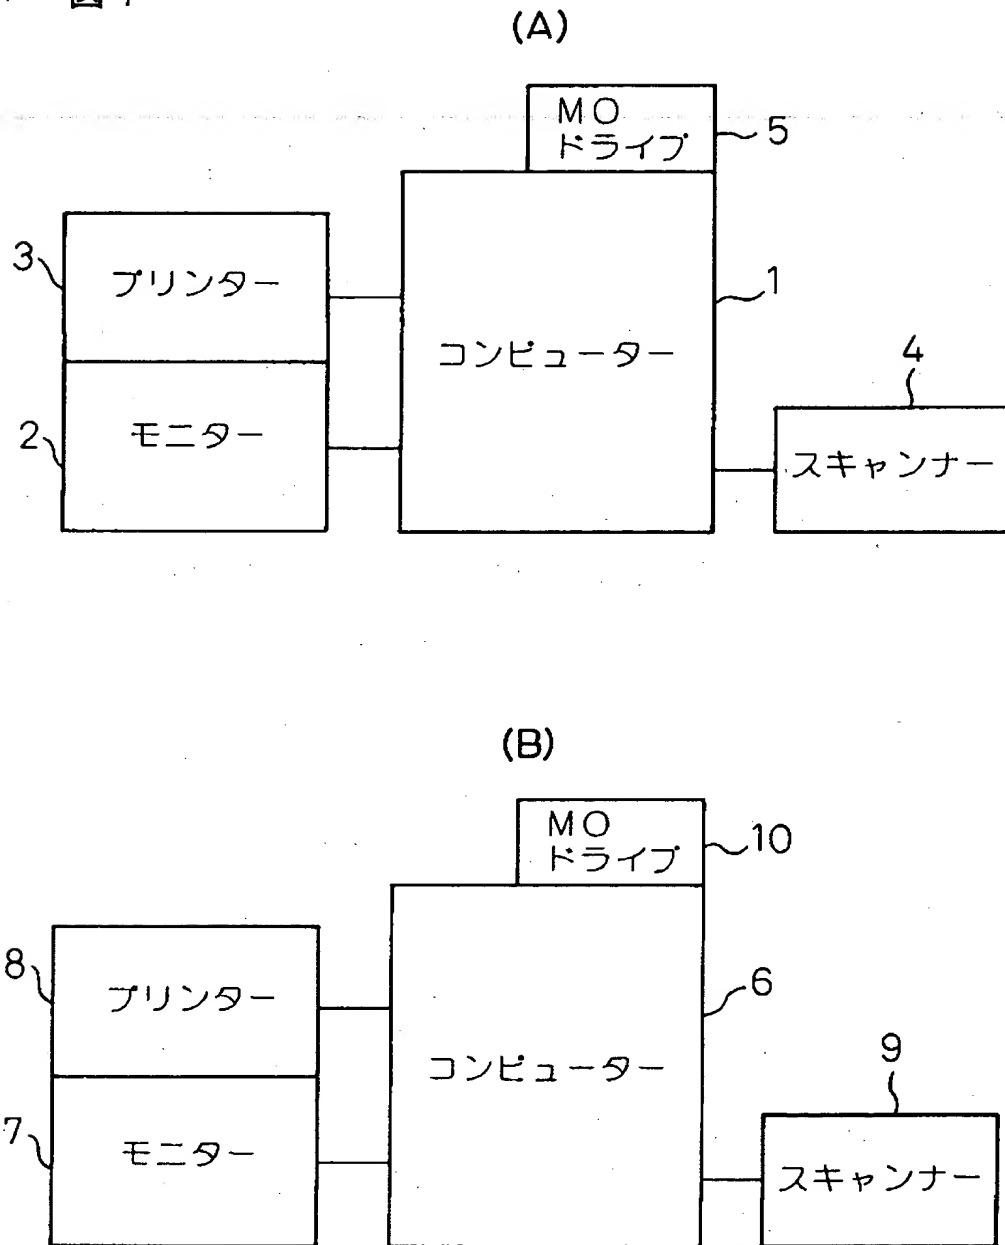 (A)
MO
ドライブ
5
3
プリンター
1
コンピューター
4
2
モニター
スキャンナー
(B)
MO
ドライブ
10
8
プリンター
6
コンピューター
9
7
モニター
スキャンナー